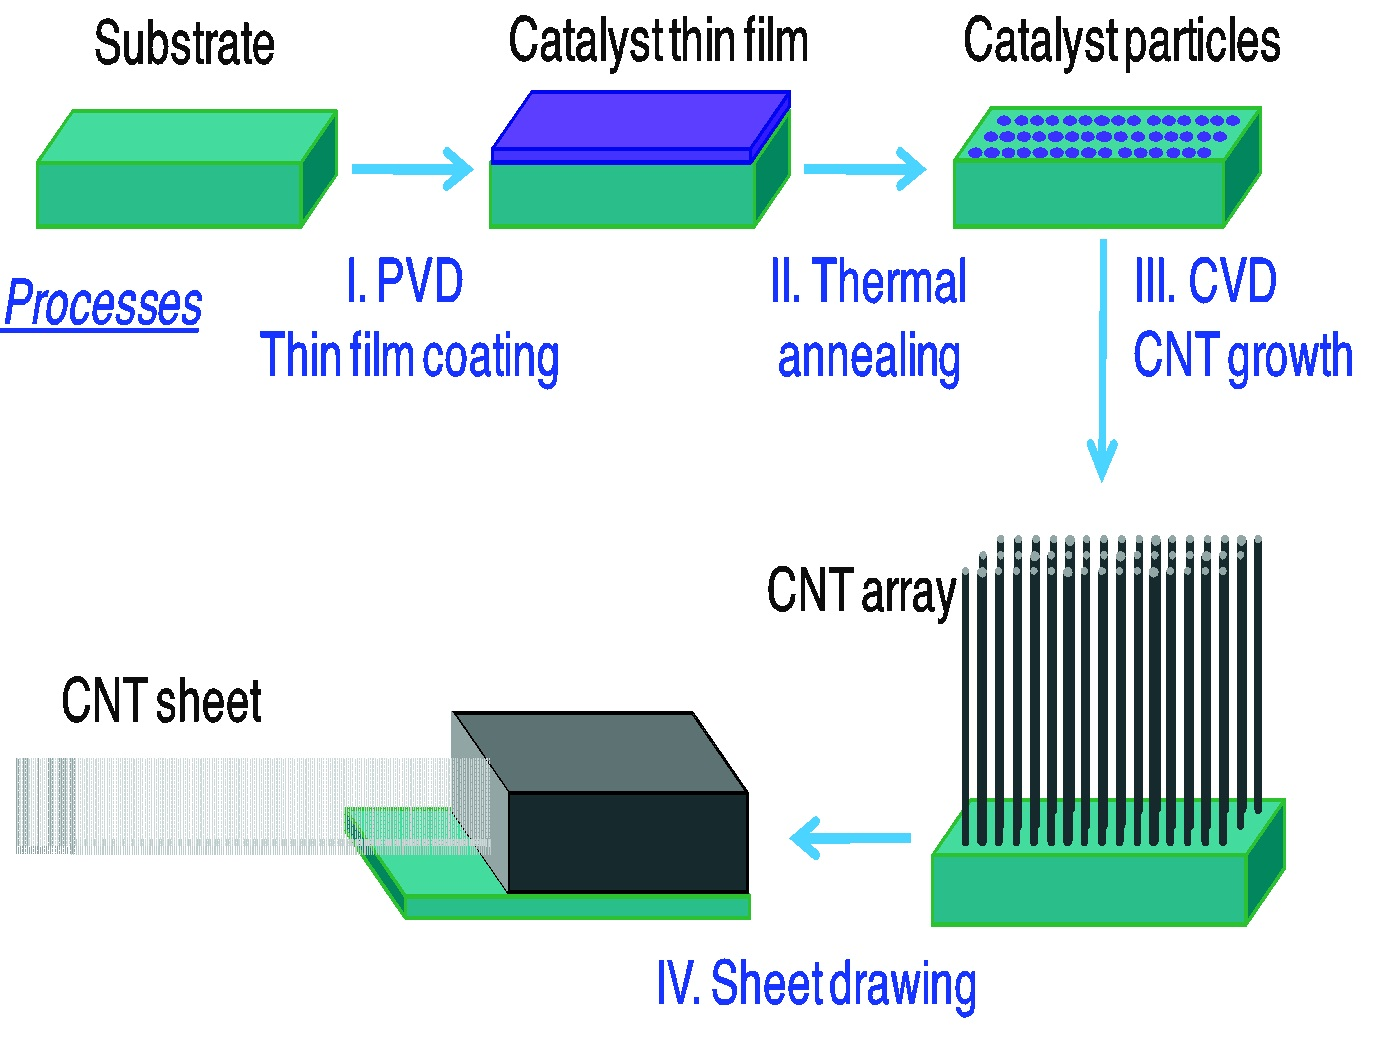 Substrate
Catalyst thin film
Catalyst particles
Processes
I. PVD
Thin film coating
II. Thermal
annealing
III. CVD
CNT growth
CNT array
CNT sheet
IV. Sheet drawing